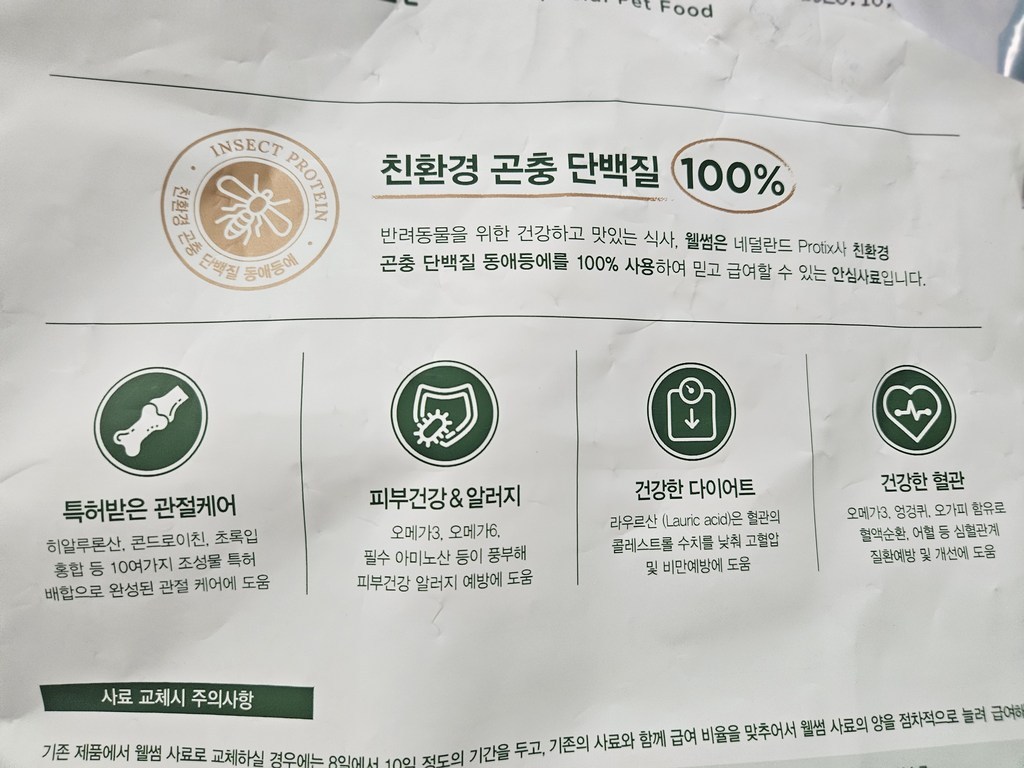 Pet Food
INSECT PROTEIN
친환경 곤충 단백질 동애등에
친환경 곤충 단백질 100%
반려동물을 위한 건강하고 맛있는 식사, 웰썸은 네덜란드 Protix사 친환경
곤충 단백질 동애등에를 100% 사용하여 믿고 급여할 수 있는 안심사료입니다.
특허받은 관절케어
히알루론산, 콘드로이친, 초록입
홍합 등 10여가지 조성물 특허
배합으로 완성된 관절 케어에 도움
피부건강 & 알러지
오메가3, 오메가6,
필수 아미노산 등이 풍부해
피부건강 알러지 예방에 도움
건강한 다이어트
라우르산 (Lauric acid)은 혈관의
콜레스트롤 수치를 낮춰 고혈압
및 비만예방에 도움
건강한 혈관
오메가3, 엉겅퀴, 오가피 함유로
혈액순환, 어혈 등 심혈관계
질환예방 및 개선에 도움
사료 교체시 주의사항
기존 제품에서 웰썸 사료로 교체하실 경우에는 8일에서 10일 정도의 기간을 두고, 기존의 사료와 함께 급여 비율을 맞추어서 웰썸 사료의 양을 점차적으로 늘려 급여해